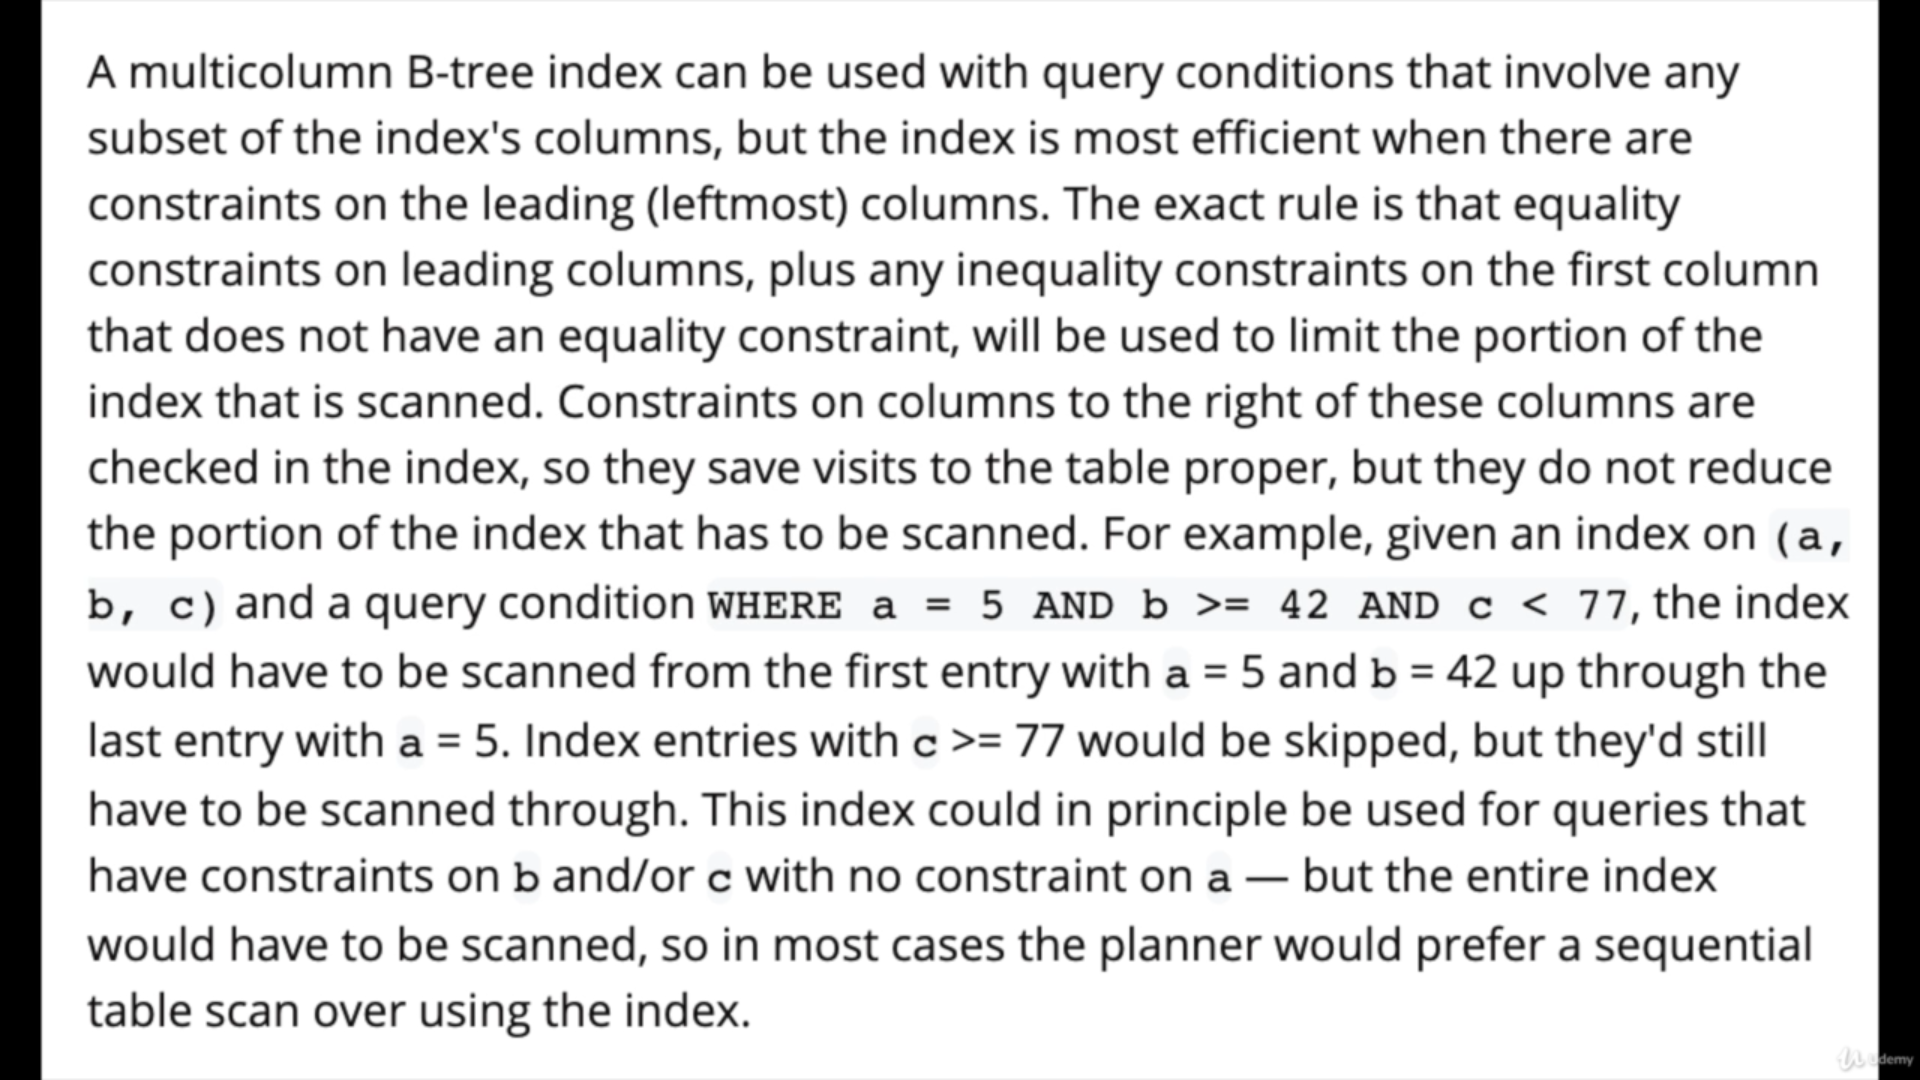 A multicolumn B-tree index can be used with query conditions that involve any
subset of the index's columns, but the index is most efficient when there are
constraints on the leading (leftmost) columns. The exact rule is that equality
constraints on leading columns, plus any inequality constraints on the first column
that does not have an equality constraint, will be used to limit the portion of the
index that is scanned. Constraints on columns to the right of these columns are
checked in the index, so they save visits to the table proper, but they do not reduce
the portion of the index that has to be scanned. For example, given an index on (a,
b, c) and a query condition WHERE a = 5 AND b >= 42 AND c < 77, the index
would have to be scanned from the first entry with a = 5 and b = 42 up through the
last entry with a = 5. Index entries with c >= 77 would be skipped, but they'd still
have to be scanned through. This index could in principle be used for queries that
have constraints on b and/or c with no constraint on a — but the entire index
would have to be scanned, so in most cases the planner would prefer a sequential
table scan over using the index.
Udemy